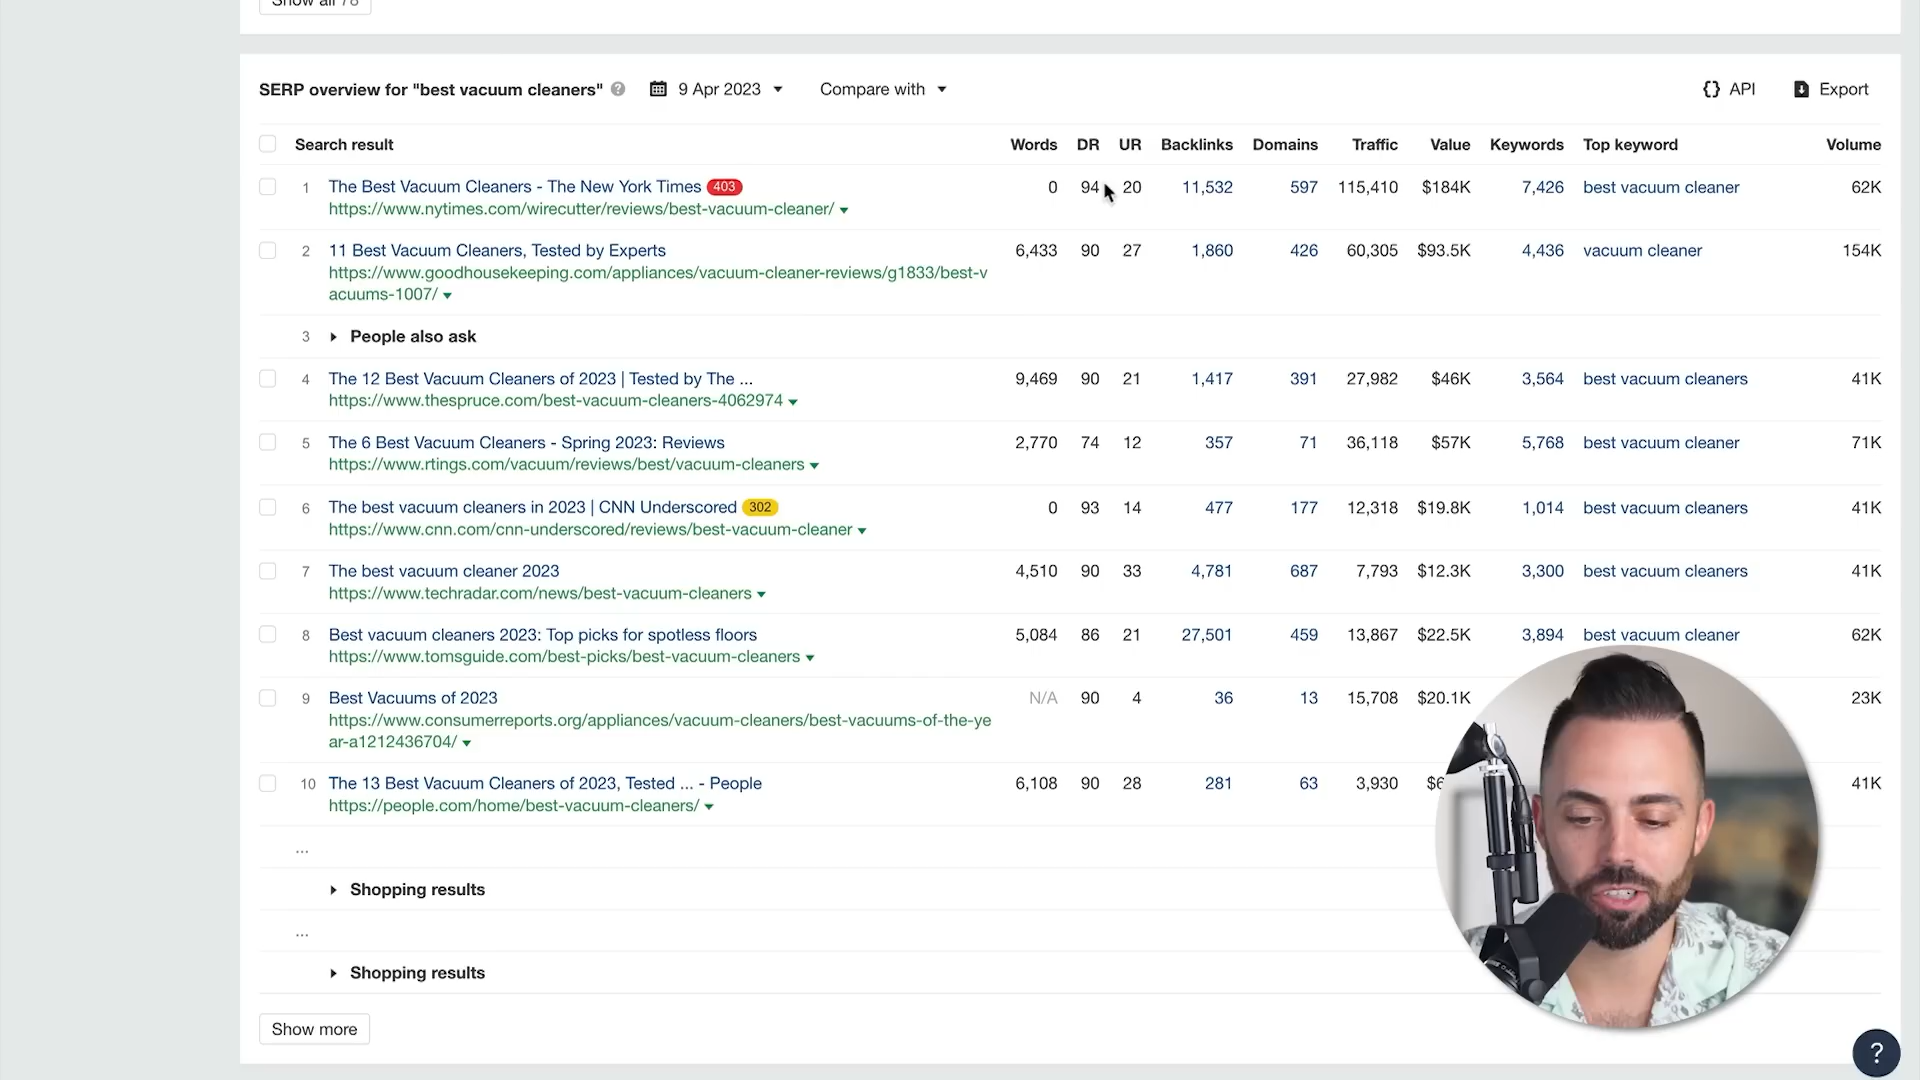 Show all 78
SERP overview for "best vacuum cleaners" ? 9 Apr 2023 Compare with {} API Export
Search result Words DR UR Backlinks Domains Traffic Value Keywords Top keyword Volume
1 The Best Vacuum Cleaners - The New York Times 403 0 94 20 11,532 597 115,410 $184K 7,426 best vacuum cleaner 62K
https://www.nytimes.com/wirecutter/reviews/best-vacuum-cleaner/
2 11 Best Vacuum Cleaners, Tested by Experts 6,433 90 27 1,860 426 60,305 $93.5K 4,436 vacuum cleaner 154K
https://www.goodhousekeeping.com/appliances/vacuum-cleaner-reviews/g1833/best-v
acuums-1007/
3 People also ask
4 The 12 Best Vacuum Cleaners of 2023 | Tested by The ... 9,469 90 21 1,417 391 27,982 $46K 3,564 best vacuum cleaners 41K
https://www.thespruce.com/best-vacuum-cleaners-4062974
5 The 6 Best Vacuum Cleaners - Spring 2023: Reviews 2,770 74 12 357 71 36,118 $57K 5,768 best vacuum cleaner 71K
https://www.rtings.com/vacuum/reviews/best/vacuum-cleaners
6 The best vacuum cleaners in 2023 | CNN Underscored 302 0 93 14 477 177 12,318 $19.8K 1,014 best vacuum cleaners 41K
https://www.cnn.com/cnn-underscored/reviews/best-vacuum-cleaner
7 The best vacuum cleaner 2023 4,510 90 33 4,781 687 7,793 $12.3K 3,300 best vacuum cleaners 41K
https://www.techradar.com/news/best-vacuum-cleaners
8 Best vacuum cleaners 2023: Top picks for spotless floors 5,084 86 21 27,501 459 13,867 $22.5K 3,894 best vacuum cleaner 62K
https://www.tomsguide.com/best-picks/best-vacuum-cleaners
9 Best Vacuums of 2023 N/A 90 4 36 13 15,708 $20.1K 23K
https://www.consumerreports.org/appliances/vacuum-cleaners/best-vacuums-of-the-ye
ar-a1212436704/
10 The 13 Best Vacuum Cleaners of 2023, Tested ... - People 6,108 90 28 281 63 3,930 $6 41K
https://people.com/home/best-vacuum-cleaners/
...
Shopping results
...
Shopping results
Show more
?